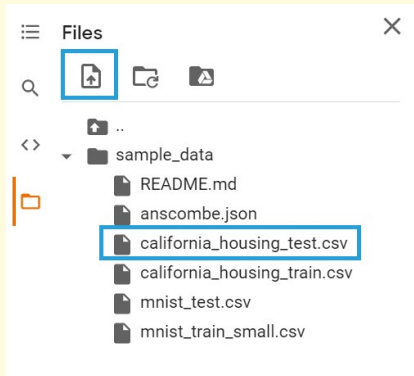 Files
..
sample_data
README.md
anscombe.json
california_housing_test.csv
california_housing_train.csv
mnist_test.csv
mnist_train_small.csv